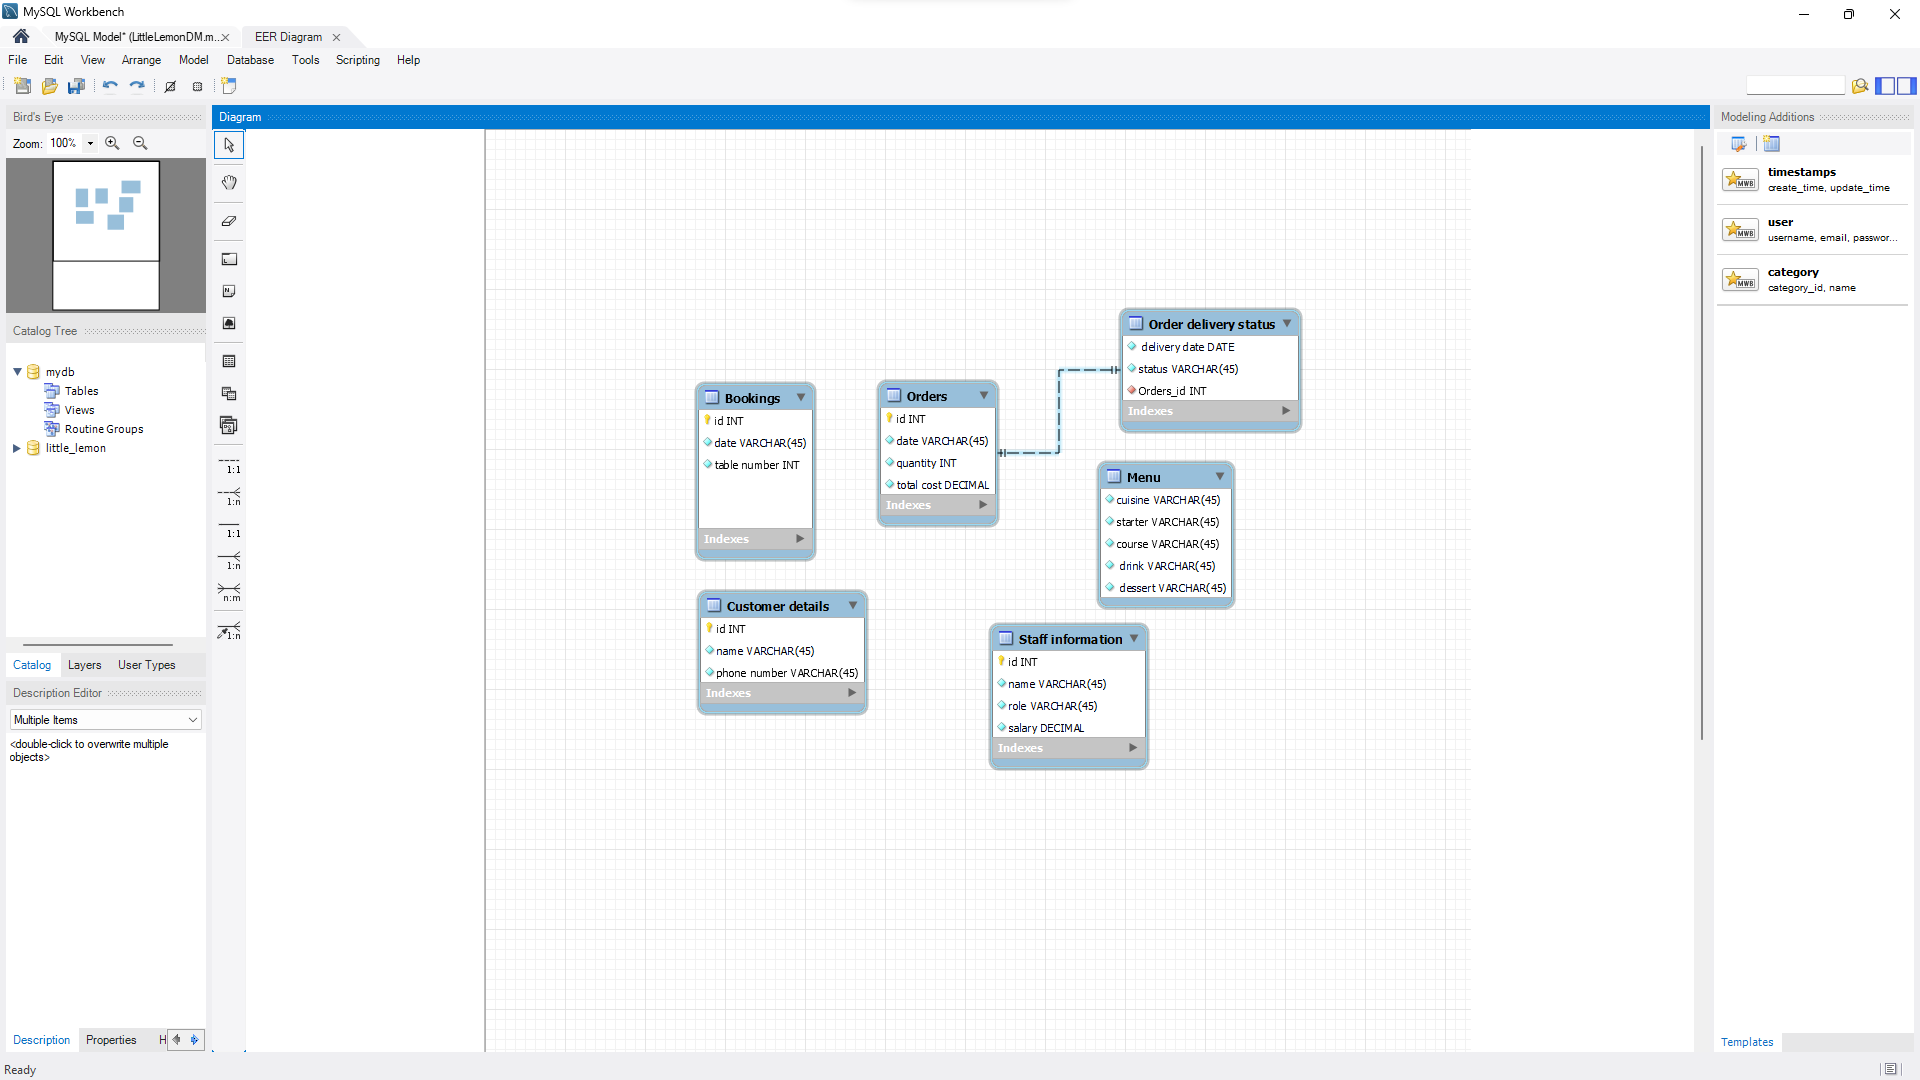 MySQL Workbench
MySQL Model* (LittleLemonDM.m...
EER Diagram
File Edit View Arrange Model Database Tools Scripting Help
Bird's Eye
Zoom: 100%
Catalog Tree
mydb
Tables
Views
Routine Groups
little_lemon
Catalog Layers User Types
Description Editor
Multiple Items
<double-click to overwrite multiple
objects>
Description Properties H
Ready
Diagram
1:1
1:n
1:1
1:n
n:m
1:n
Bookings
id INT
date VARCHAR(45)
table number INT
Indexes
Orders
id INT
date VARCHAR(45)
quantity INT
total cost DECIMAL
Indexes
Order delivery status
delivery date DATE
status VARCHAR(45)
Orders_id INT
Indexes
Menu
cuisine VARCHAR(45)
starter VARCHAR(45)
course VARCHAR(45)
drink VARCHAR(45)
dessert VARCHAR(45)
Customer details
id INT
name VARCHAR(45)
phone number VARCHAR(45)
Indexes
Staff information
id INT
name VARCHAR(45)
role VARCHAR(45)
salary DECIMAL
Indexes
Modeling Additions
MWB
timestamps
create_time, update_time
MWB
user
username, email, passwor...
MWB
category
category_id, name
Templates